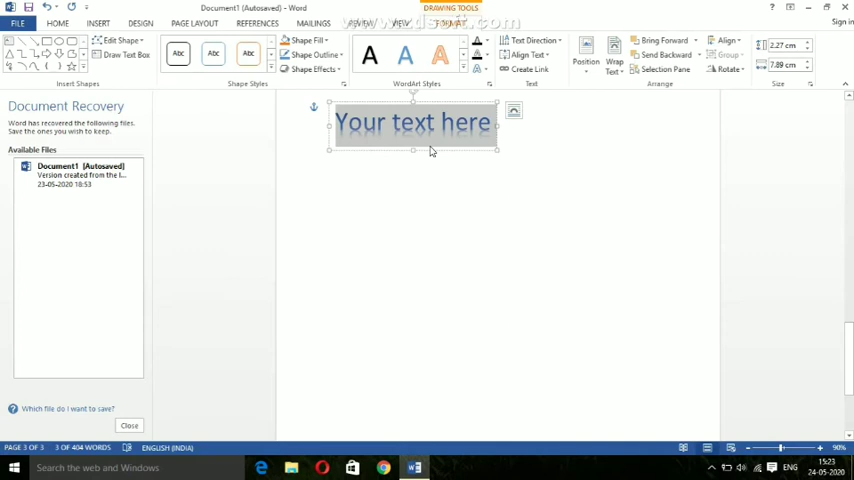 Document1 (Autosaved) - Word
DRAWING TOOLS
Sign in
FILE HOME INSERT DESIGN PAGE LAYOUT REFERENCES MAILINGS REVIEW VIEW FORMAT
Edit Shape
Draw Text Box
Insert Shapes
Abc Abc Abc
Shape Fill
Shape Outline
Shape Effects
Shape Styles
A A A
WordArt Styles
Text Direction
Align Text
Create Link
Text
Position
Wrap
Text
Bring Forward
Send Backward
Selection Pane
Align
Group
Rotate
Arrange
2.27 cm
7.89 cm
Size
Document Recovery
Word has recovered the following files.
Save the ones you wish to keep.
Available Files
Document1 [Autosaved]
Version created from the l...
23-05-2020 18:53
Your text here
Which file do I want to save?
Close
PAGE 3 OF 3 3 OF 404 WORDS ENGLISH (INDIA) 90%
Search the web and Windows
ENG
15:23
24-05-2020